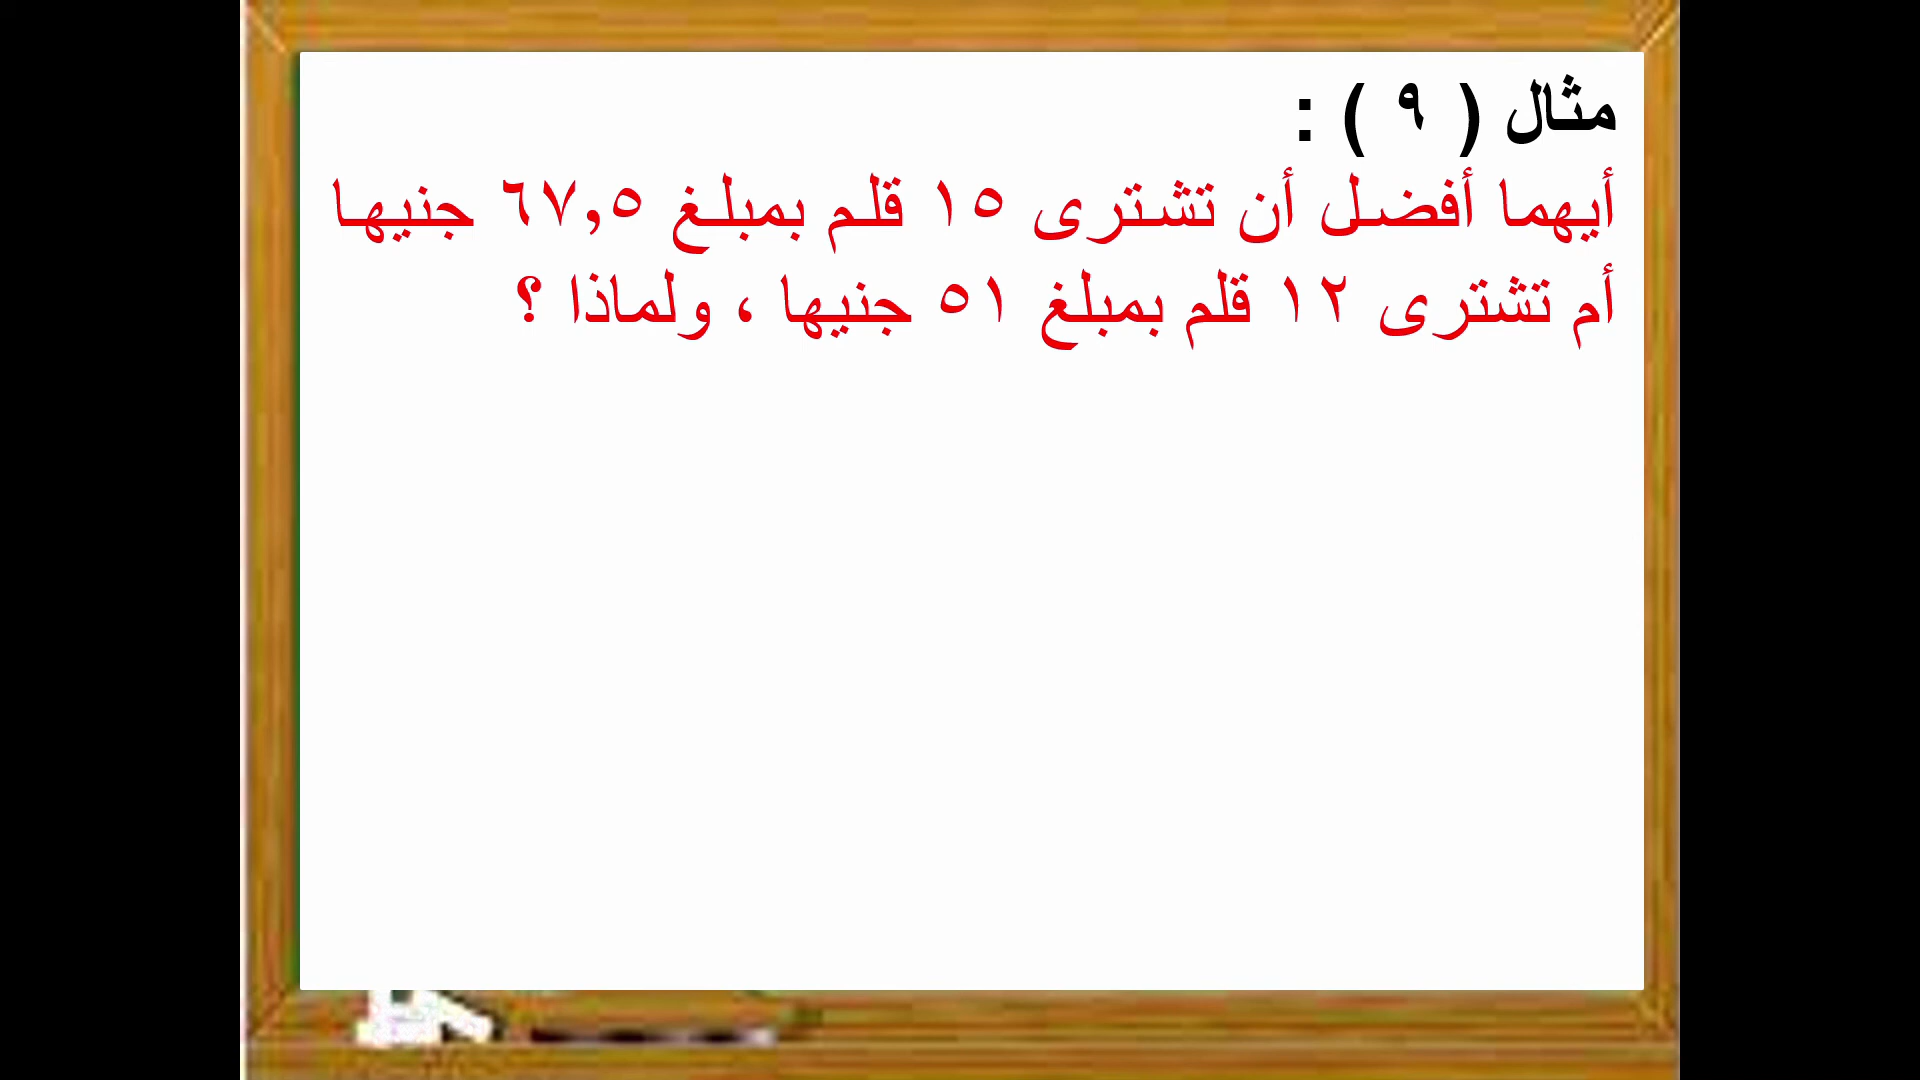 مثال ( ٩ ) :
أيهما أفضل أن تشترى ١٥ قلم بمبلغ ٦٧,٥ جنيها
أم تشترى ١٢ قلم بمبلغ ٥١ جنيها ، ولماذا ؟